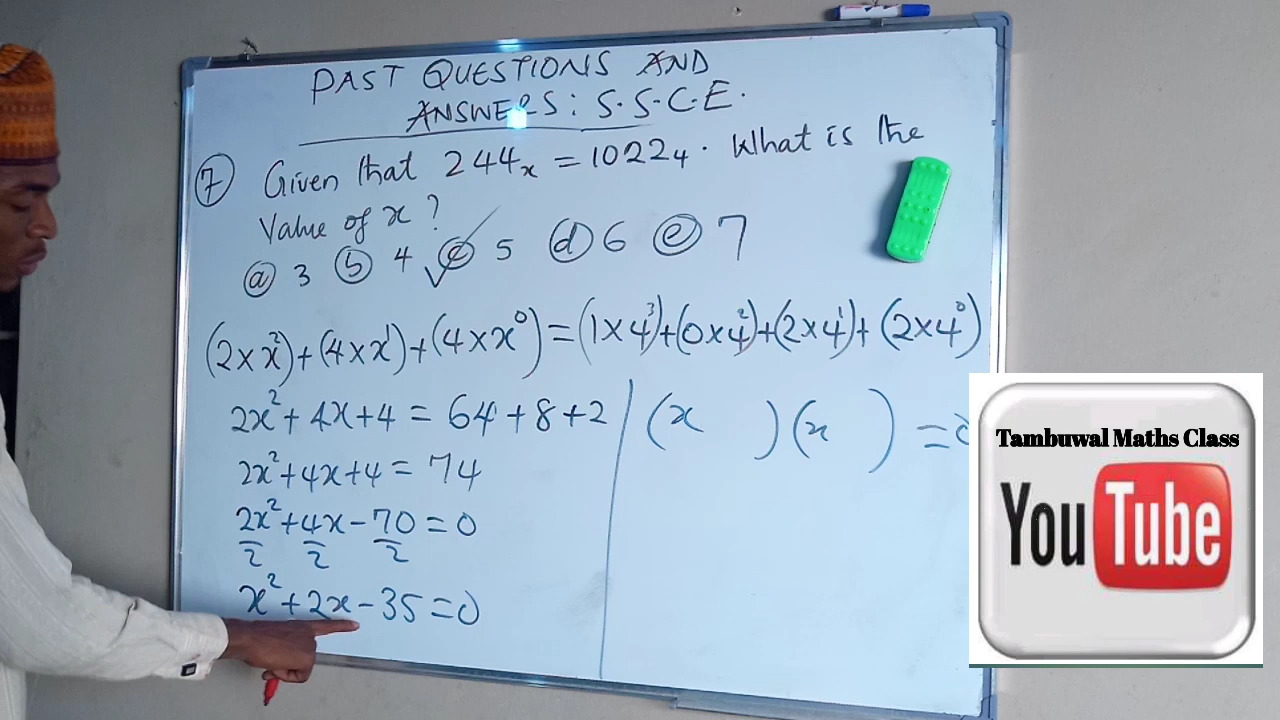 PAST QUESTIONS AND
ANSWERS: S.S.C.E.
⑦ Given that 244ₓ = 1022₄. What is the
Value of x?
ⓐ 3 ⓑ 4 ✓ⓒ 5 ⓓ 6 ⓔ 7
(2×x²)+(4×x¹)+(4×x⁰)=(1×4³)+(0×4²)+(2×4¹)+(2×4⁰)
2x²+4x+4 = 64+8+2
2x²+4x+4 = 74
2x²/2+4x/2-70/2=0
x²+2x-35=0
(x )(x )=0
Tambuwal Maths Class
YouTube